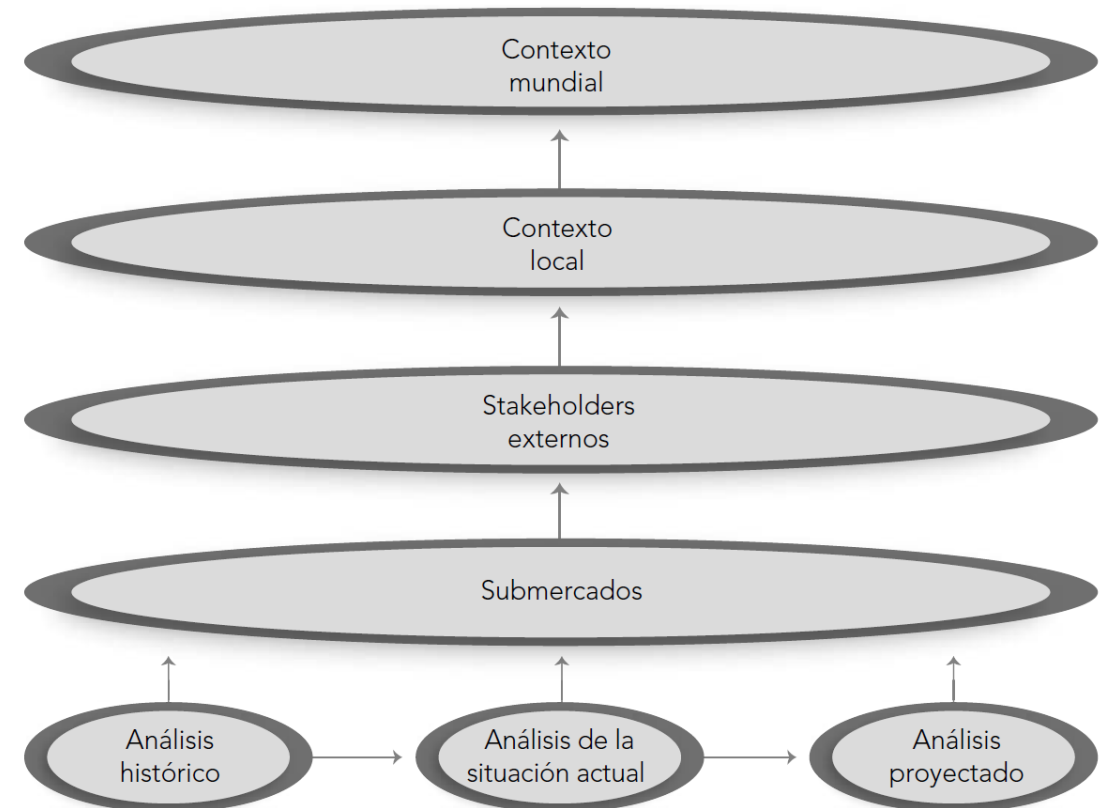 Contexto
mundial
Contexto
local
Stakeholders
externos
Submercados
Análisis
histórico
Análisis de la
situación actual
Análisis
proyectado